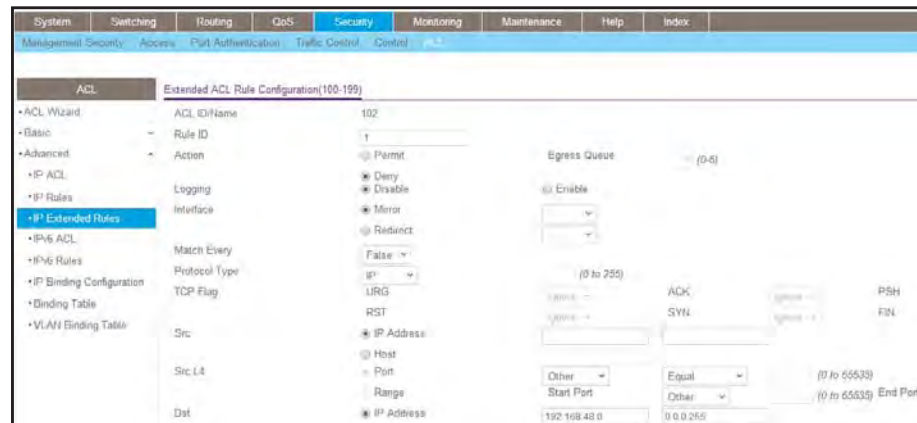 System Switching Routing QoS Security Monitoring Maintenance Help Index
Management Security Access Port Authentication Traffic Control Control ACL
ACL
Extended ACL Rule Configuration(100-199)
•ACL Wizard
ACL ID/Name 102
•Basic
Rule ID 1
•Advanced
Action Permit Egress Queue (0-6)
•IP ACL
Deny
•IP Rules
Logging Disable Enable
•IP Extended Rules
Interface Mirror
Redirect
•IPv6 ACL
•IPv6 Rules
Match Every False
•IP Binding Configuration
Protocol Type IP (0 to 255)
•Binding Table
TCP Flag URG ACK PSH
•VLAN Binding Table
RST SYN FIN
Src IP Address
Host
Src L4 Port Other Equal (0 to 65535)
Range Start Port Other (0 to 65535) End Port
Dst IP Address 192.168.48.0 0.0.0.255